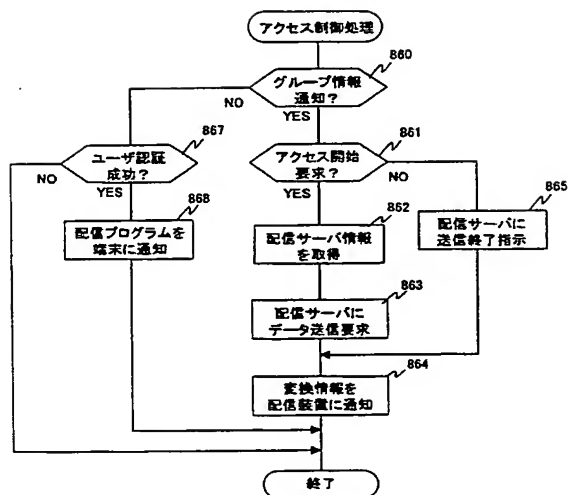 アクセス制御処理
860
グループ情報
通知?
NO
YES
867
ユーザ認証
成功?
NO
YES
861
アクセス開始
要求?
YES
NO
868
配信プログラムを
端末に通知
862
配信サーバ情報
を取得
865
配信サーバに
送信終了指示
863
配信サーバに
データ送信要求
864
変換情報を
配信装置に通知
終了